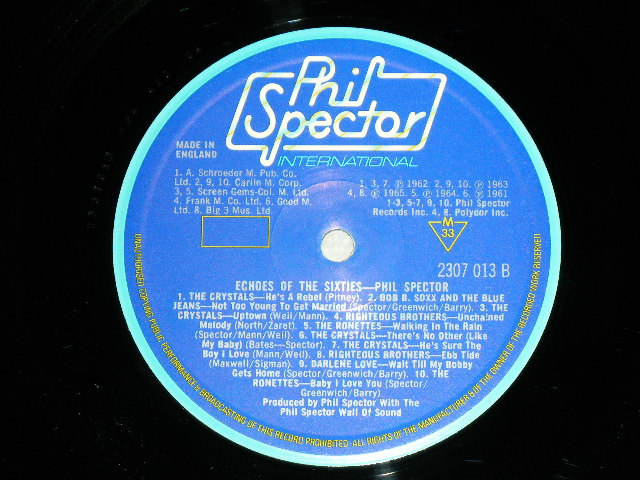 Phil
Spector
INTERNATIONAL
MADE IN
ENGLAND
1. A. Schroeder M. Pub. Co.
Ltd. 2, 9, 10. Carlin M. Corp.
3, 5. Screen Gems-Col. M. Ltd.
4. Frank M. Co. Ltd. 6. Good M.
Ltd. 8. Big 3 Mus. Ltd
1, 3, 7. ℗ 1962. 2, 9, 10. ℗ 1963
4, 8. ℗ 1965. 5. ℗ 1964. 6. ℗ 1961
1-3, 5-7, 9, 10. Phil Spector
Records Inc. 4, 8. Polydor Inc.
M
33
2307 013 B
ECHOES OF THE SIXTIES—PHIL SPECTOR
1. THE CRYSTALS—He's A Rebel (Pitney). 2. BOB B. SOXX AND THE BLUE
JEANS—Not Too Young To Get Married (Spector/Greenwich/Barry). 3. THE
CRYSTALS—Uptown (Weil/Mann). 4. RIGHTEOUS BROTHERS—Unchained
Melody (North/Zaret). 5. THE RONETTES—Walking In The Rain
(Spector/Mann/Weil). 6. THE CRYSTALS—There's No Other (Like
My Baby) (Bates—Spector). 7. THE CRYSTALS—He's Sure The
Boy I Love (Mann/Weil). 8. RIGHTEOUS BROTHERS—Ebb Tide
(Maxwell/Sigman). 9. DARLENE LOVE—Wait Till My Bobby
Gets Home (Spector/Greenwich/Barry). 10. THE
RONETTES—Baby I Love You (Spector/
Greenwich/Barry)
Produced by Phil Spector With The
Phil Spector Wall Of Sound
UNAUTHORISED COPYING PUBLIC PERFORMANCE & BROADCASTING OF THIS RECORD PROHIBITED. ALL RIGHTS OF THE MANUFACTURER & OF THE OWNER OF THE RECORDED WORK RESERVED